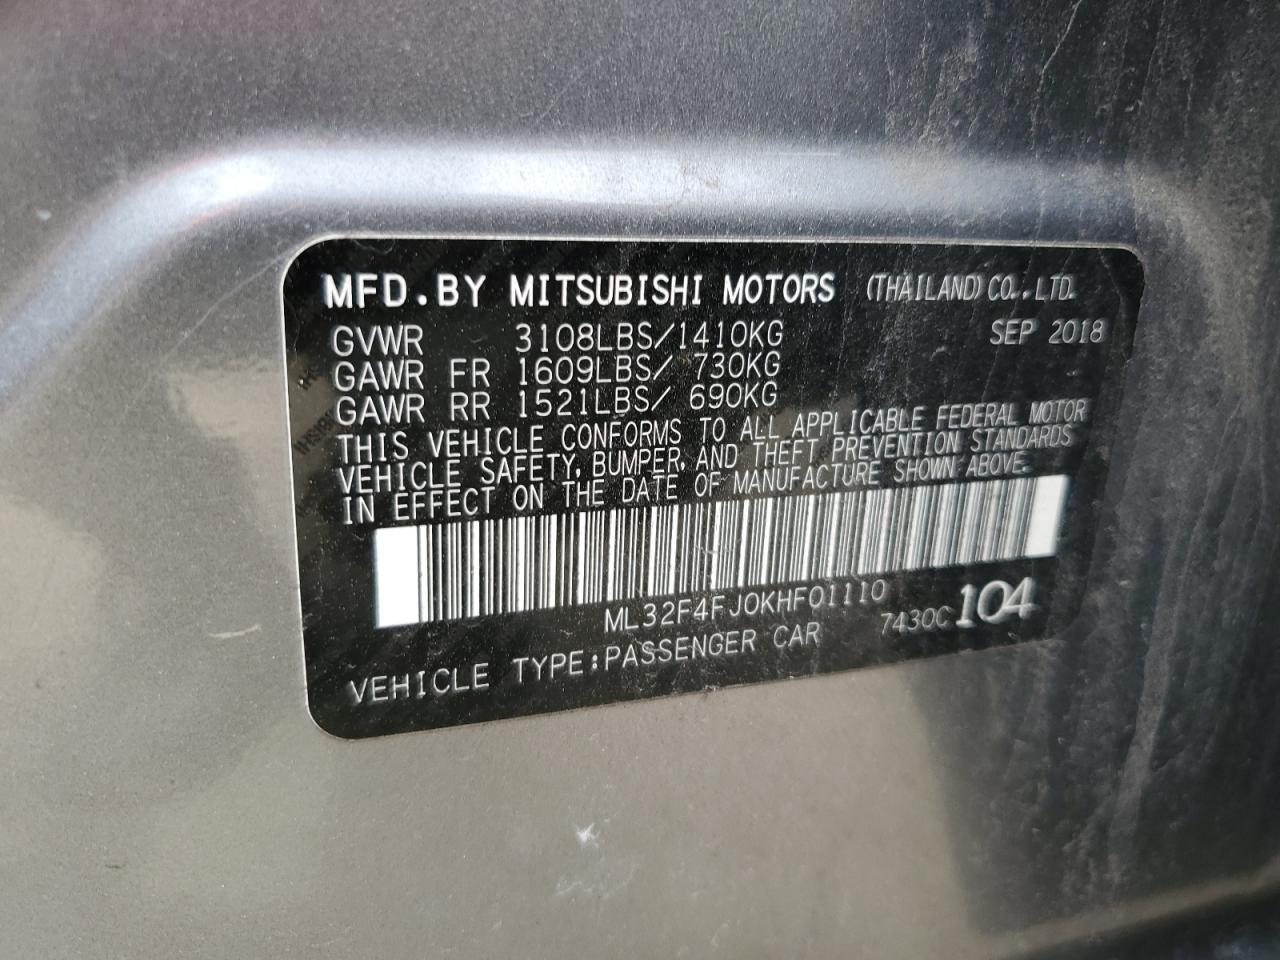 MFD.BY MITSUBISHI MOTORS (THAILAND) CO.,LTD.
GVWR 3108LBS/1410KG SEP 2018
GAWR FR 1609LBS/ 730KG
GAWR RR 1521LBS/ 690KG
THIS VEHICLE CONFORMS TO ALL APPLICABLE FEDERAL MOTOR
VEHICLE SAFETY, BUMPER, AND THEFT PREVENTION STANDARDS
IN EFFECT ON THE DATE OF MANUFACTURE SHOWN ABOVE.
ML32F4FJ0KHF01110
7430C 104
VEHICLE TYPE:PASSENGER CAR